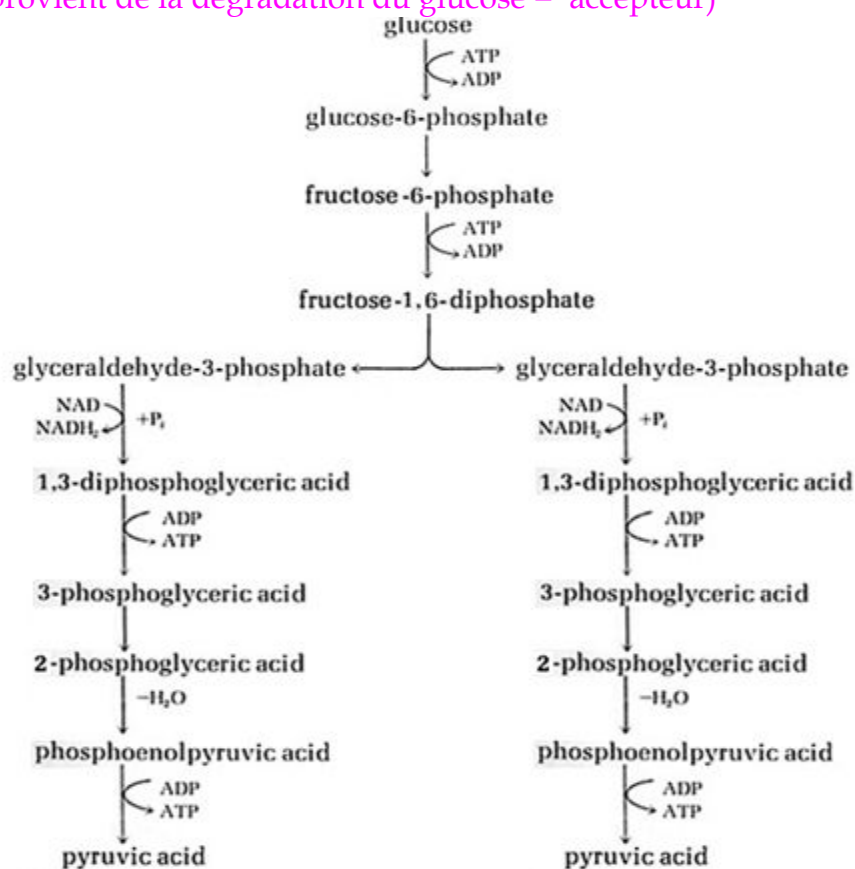 provient de la dégradation du glucose = accepteur)
glucose
ATP
ADP
glucose-6-phosphate
fructose-6-phosphate
ATP
ADP
fructose-1,6-diphosphate
glyceraldehyde-3-phosphate glyceraldehyde-3-phosphate
NAD NAD
NADH₂ +Pᵢ NADH₂ +Pᵢ
1,3-diphosphoglyceric acid 1,3-diphosphoglyceric acid
ADP ADP
ATP ATP
3-phosphoglyceric acid 3-phosphoglyceric acid
2-phosphoglyceric acid 2-phosphoglyceric acid
−H₂O −H₂O
phosphoenolpyruvic acid phosphoenolpyruvic acid
ADP ADP
ATP ATP
pyruvic acid pyruvic acid